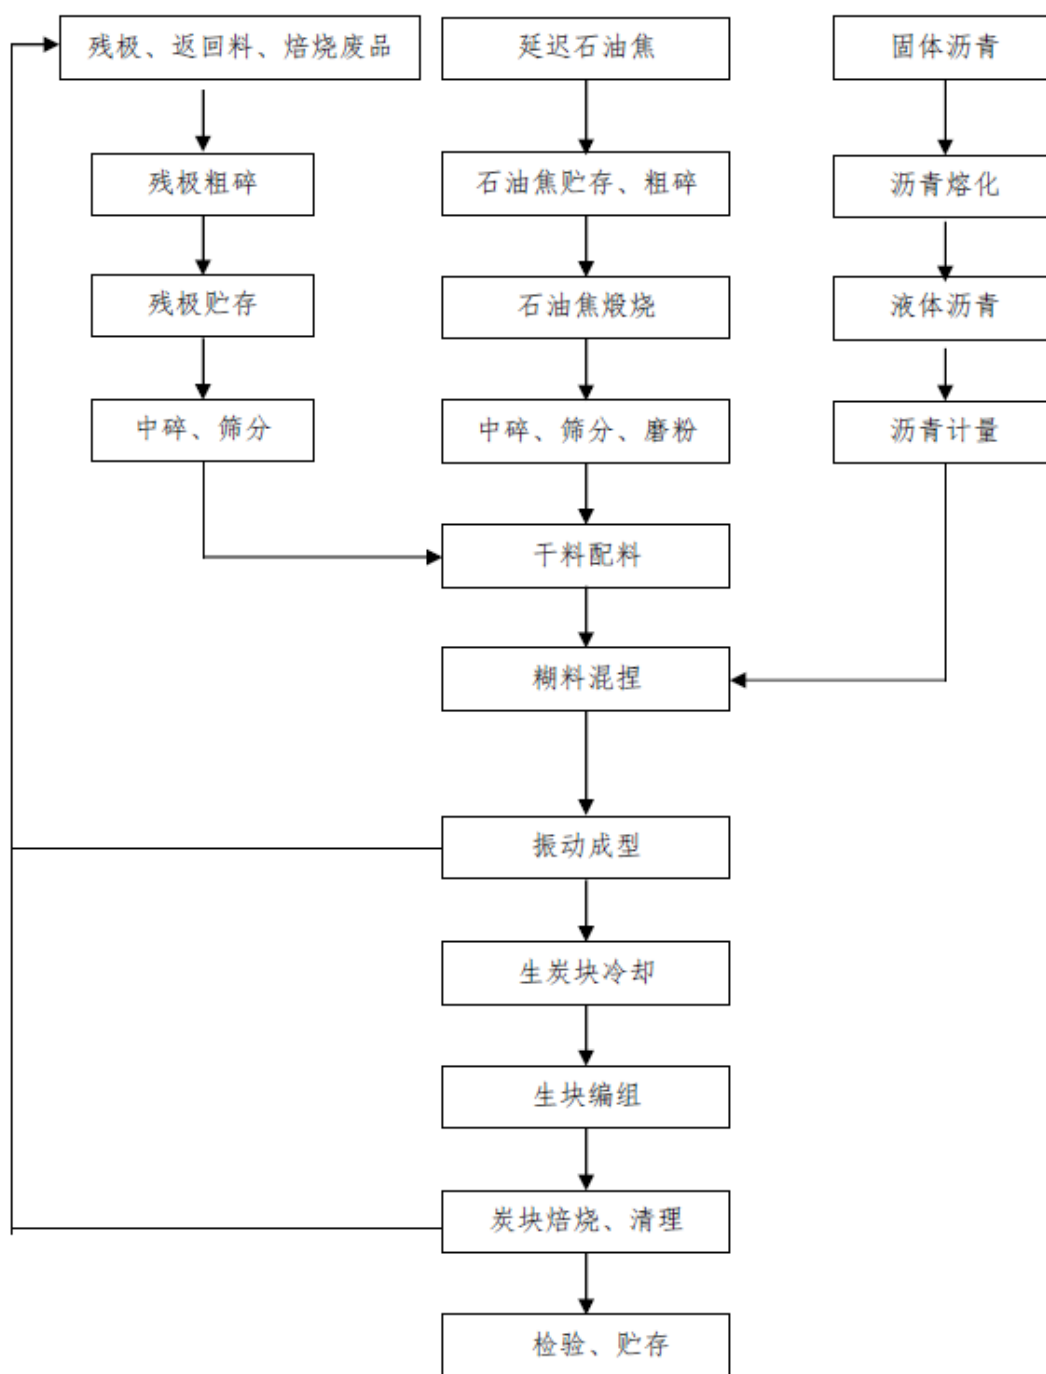 残极、返回料、焙烧废品
延迟石油焦
固体沥青
残极粗碎
石油焦贮存、粗碎
沥青熔化
残极贮存
石油焦煅烧
液体沥青
中碎、筛分
中碎、筛分、磨粉
沥青计量
干料配料
糊料混捏
振动成型
生炭块冷却
生块编组
炭块焙烧、清理
检验、贮存